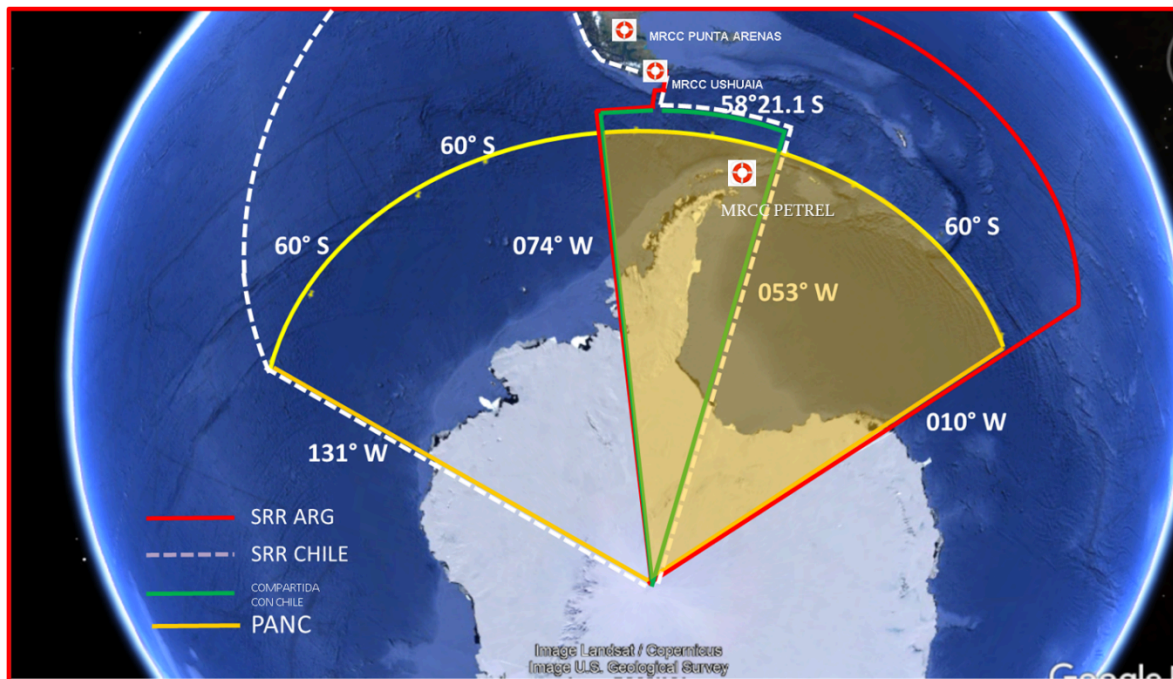 MRCC PUNTA ARENAS
MRCC USHUAIA
58°21.1 S
60° S
60° S
MRCC PETREL
60° S
074° W
053° W
010° W
131° W
SRR ARG
SRR CHILE
COMPARTIDA
CON CHILE
PANC
Image Landsat / Copernicus
Image U.S. Geological Survey
Google